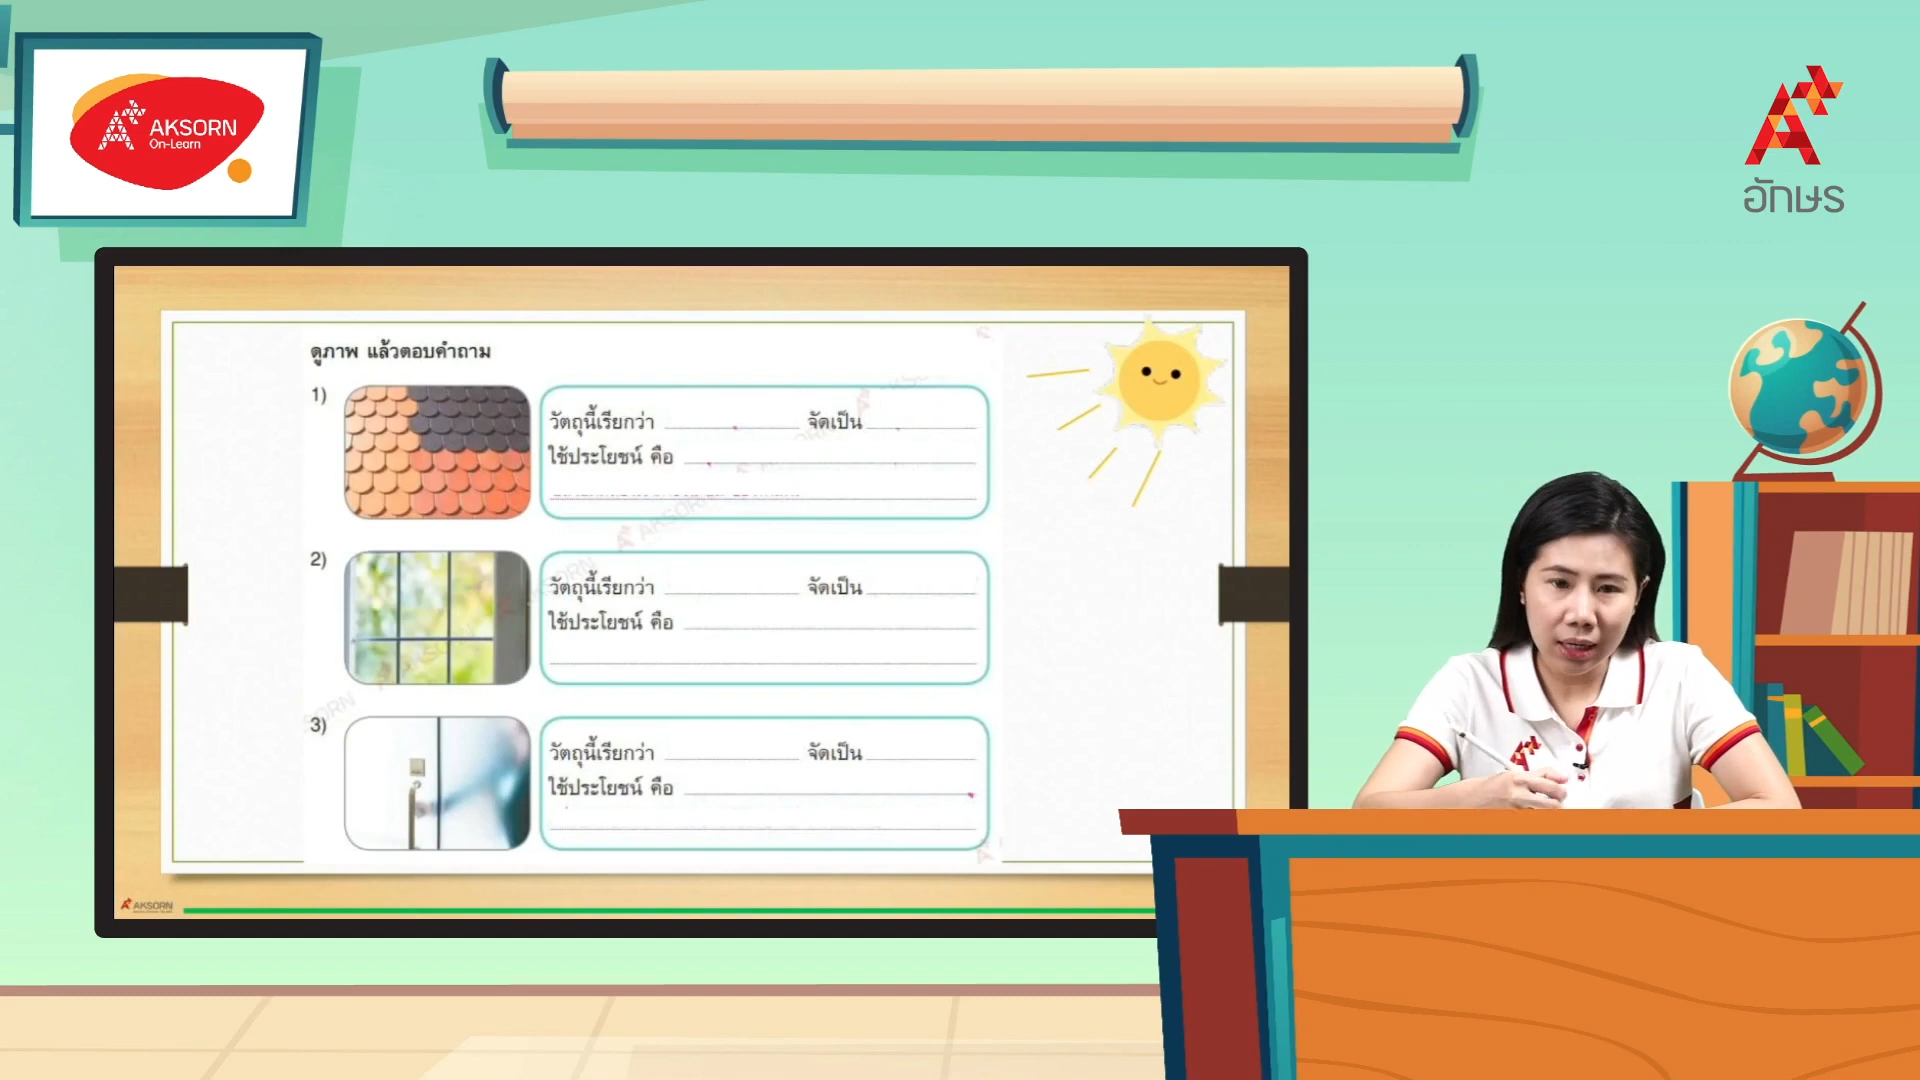 AKSORN
On-Learn
อักษร
ดูภาพ แล้วตอบคำถาม
1)
วัตถุนี้เรียกว่า จัดเป็น
ใช้ประโยชน์ คือ
2)
วัตถุนี้เรียกว่า จัดเป็น
ใช้ประโยชน์ คือ
3)
วัตถุนี้เรียกว่า จัดเป็น
ใช้ประโยชน์ คือ
AKSORN